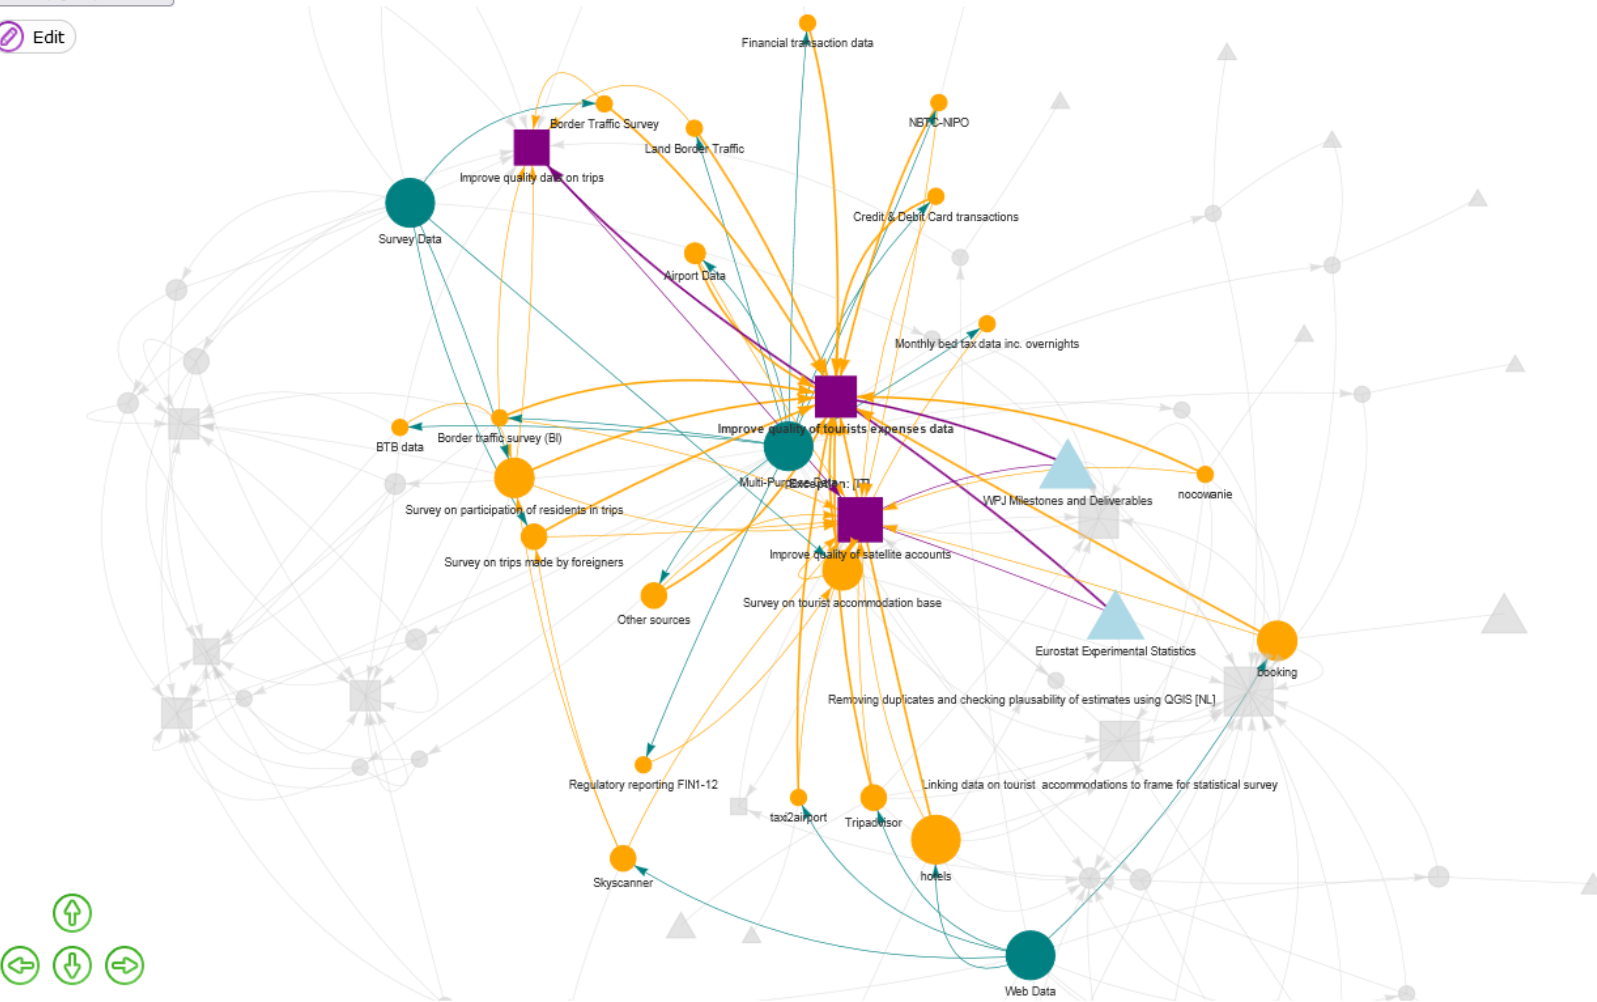 Edit
Financial transaction data
Border Traffic Survey
NBTC-NIPO
Land Border Traffic
Improve quality data on trips
Credit & Debit Card transactions
Survey Data
Airport Data
Monthly bed tax data inc. overnights
Improve quality of tourists expenses data
Border traffic survey (BI)
BTB data
Multi-Purpose Data
Exception:
WPJ Milestones and Deliverables
nocowanie
Survey on participation of residents in trips
Improve quality of satellite accounts
Survey on trips made by foreigners
Survey on tourist accommodation base
Other sources
Eurostat Experimental Statistics
booking
Removing duplicates and checking plausability of estimates using QGIS [NL]
Regulatory reporting FIN1-12
Linking data on tourist accommodations to frame for statistical survey
taxi2airport
Tripadvisor
hotels
Skyscanner
Web Data